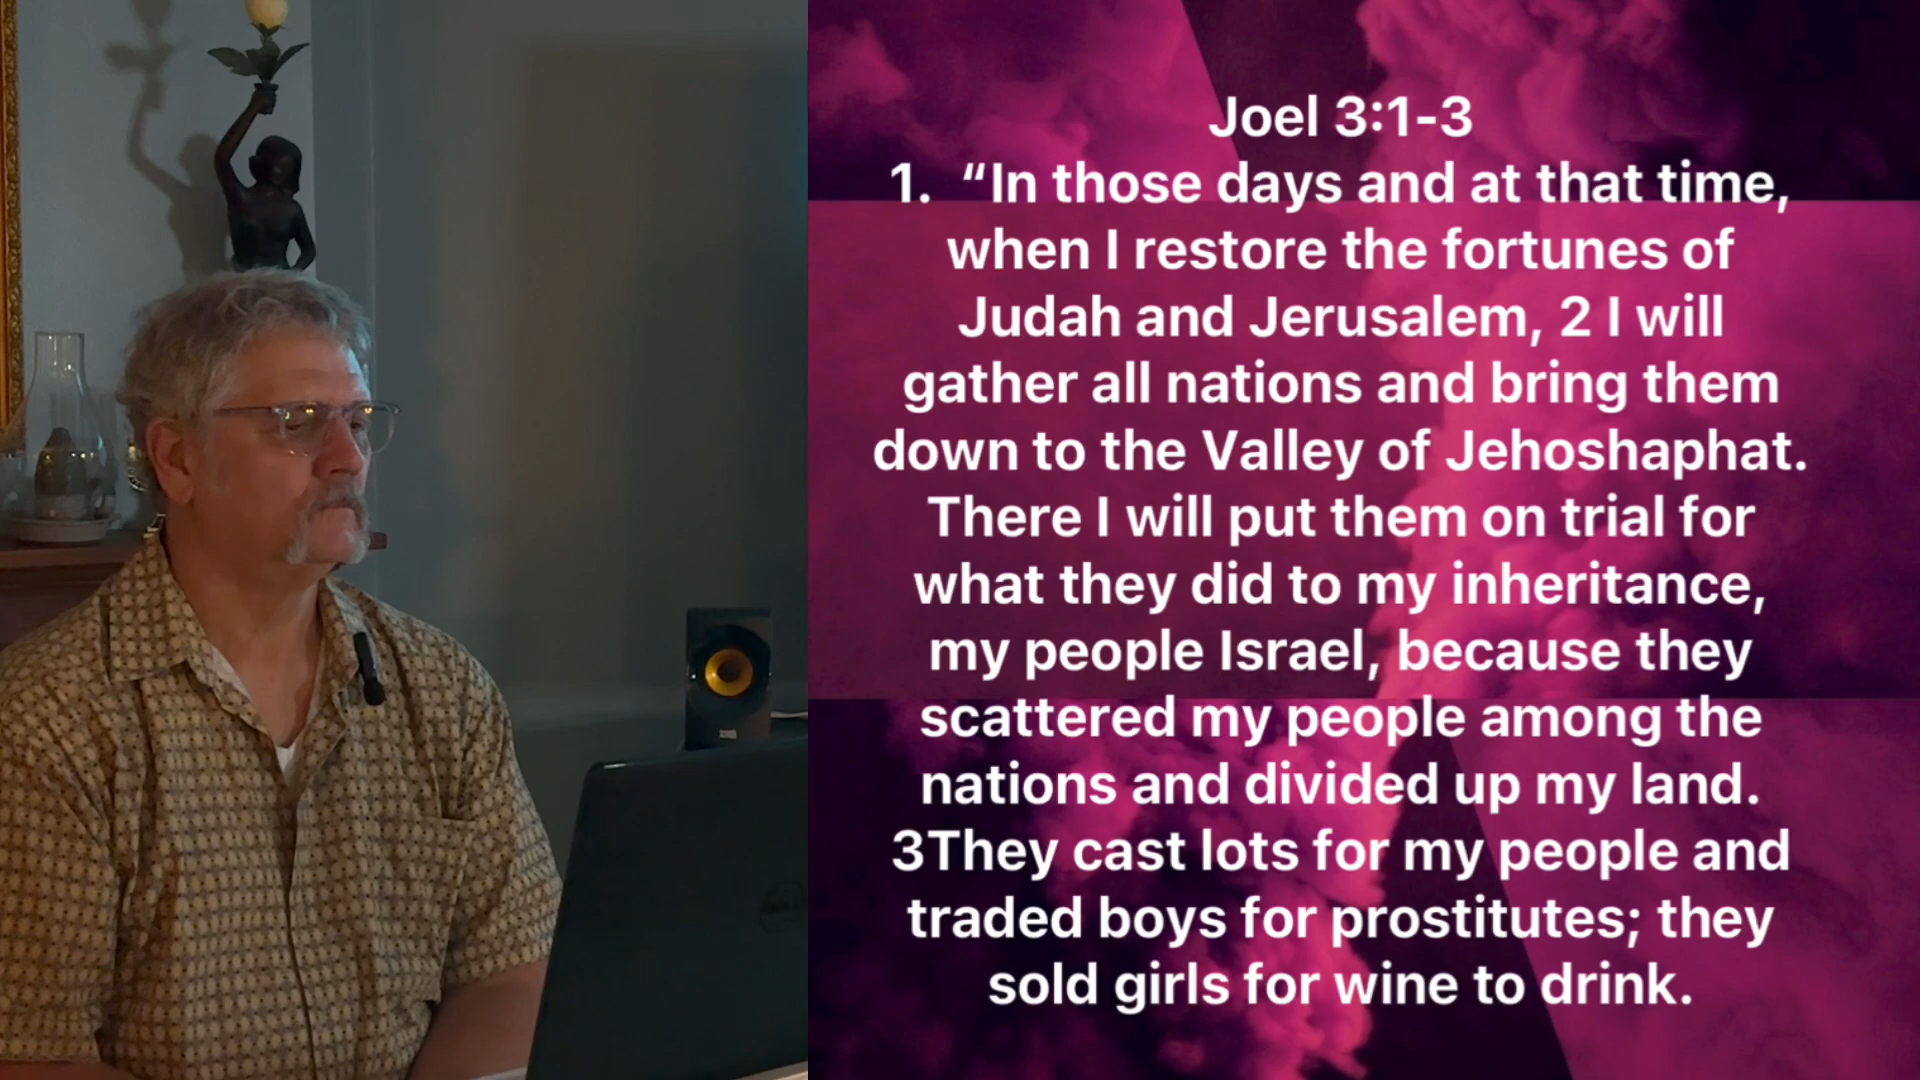 Joel 3:1-3
1. “In those days and at that time,
when I restore the fortunes of
Judah and Jerusalem, 2 I will
gather all nations and bring them
down to the Valley of Jehoshaphat.
There I will put them on trial for
what they did to my inheritance,
my people Israel, because they
scattered my people among the
nations and divided up my land.
3They cast lots for my people and
traded boys for prostitutes; they
sold girls for wine to drink.